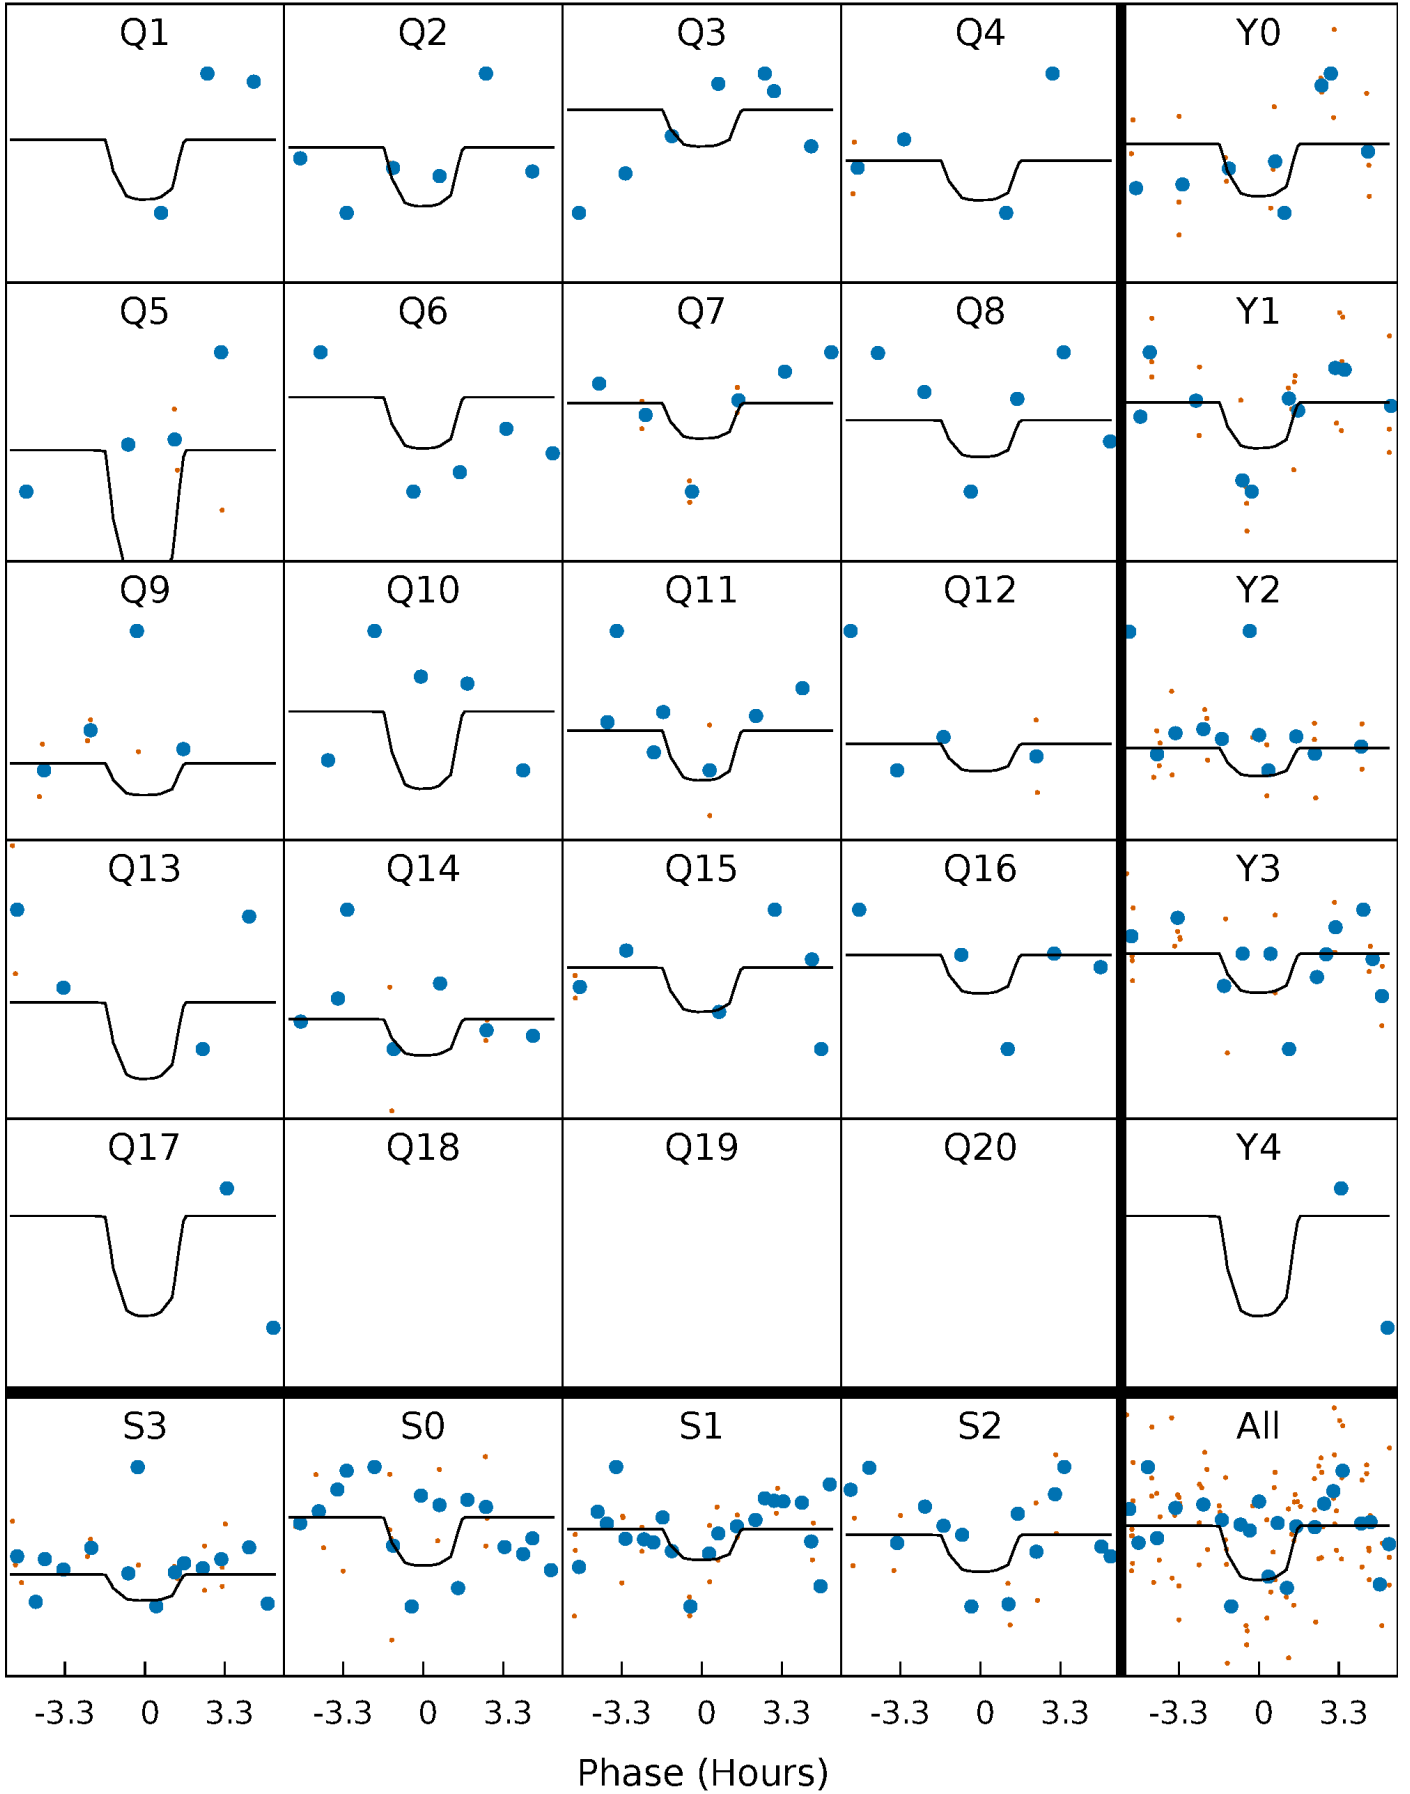 Q1 Q2 Q3 Q4 Y0
Q5 Q6 Q7 Q8 Y1
Q9 Q10 Q11 Q12 Y2
Q13 Q14 Q15 Q16 Y3
Q17 Q18 Q19 Q20 Y4
S3 S0 S1 S2 All
-3.3 0 3.3 -3.3 0 3.3 -3.3 0 3.3 -3.3 0 3.3 -3.3 0 3.3
Phase (Hours)